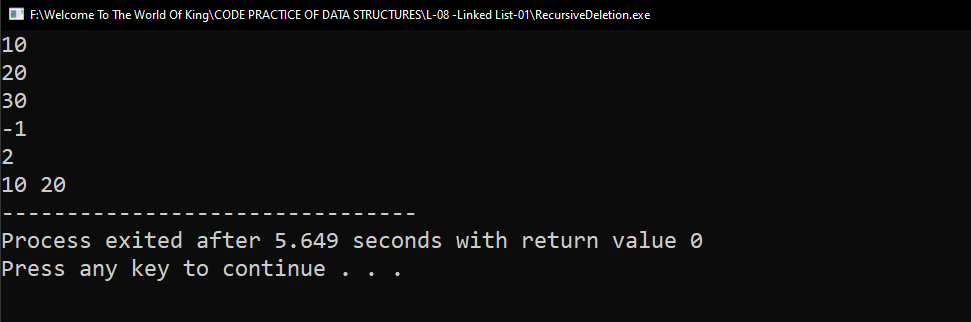 F:\Welcome To The World Of King\CODE PRACTICE OF DATA STRUCTURES\L-08 -Linked List-01\RecursiveDeletion.exe
10
20
30
-1
2
10 20
--------------------------------
Process exited after 5.649 seconds with return value 0
Press any key to continue . . .